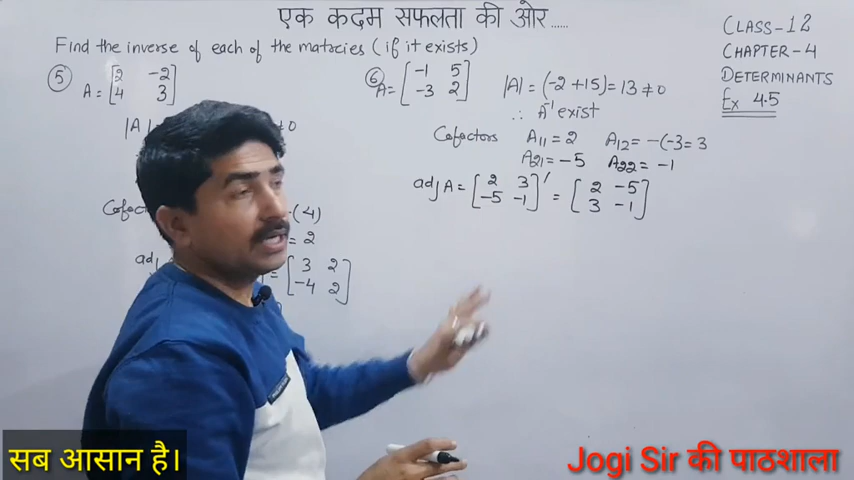 एक कदम सफलता की ओर......
CLASS-12
CHAPTER-4
DETERMINANTS
Ex 4.5
Find the inverse of each of the matracies (if it exists)
5 A = [2 -2
4 3]
|A|
≠0
Cofac
(4)
= 2
adj
= [3 2
-4 2]
6 A = [-1 5
-3 2]
|A| = (-2 +15) = 13 ≠ 0
∴ A⁻¹ exist
Cofactors A11 = 2 A12 = -(-3 = 3
A21 = -5 A22 = -1
adj A = [2 3
-5 -1]′ = [2 -5
3 -1]
सब आसान है।
Jogi Sir की पाठशाला